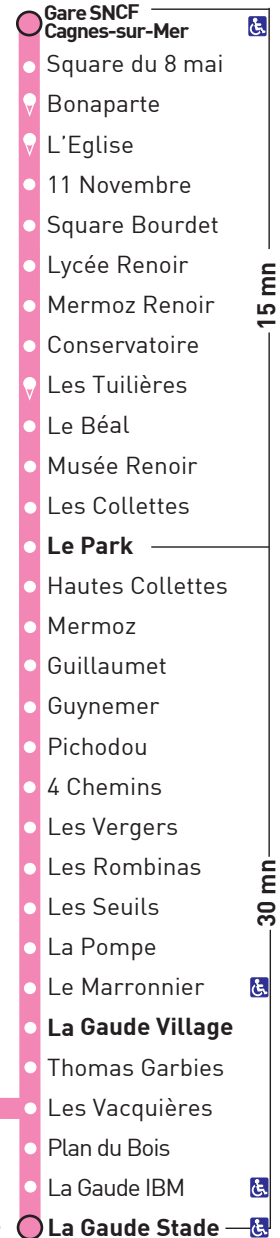 Gare SNCF
Cagnes-sur-Mer
Square du 8 mai
Bonaparte
L'Eglise
11 Novembre
Square Bourdet
Lycée Renoir
Mermoz Renoir
Conservatoire
Les Tuilières
Le Béal
Musée Renoir
Les Collettes
Le Park
15 mn
Hautes Collettes
Mermoz
Guillaumet
Guynemer
Pichodou
4 Chemins
Les Vergers
Les Rombinas
Les Seuils
La Pompe
Le Marronnier
La Gaude Village
Thomas Garbies
Les Vacquières
Plan du Bois
La Gaude IBM
La Gaude Stade
30 mn